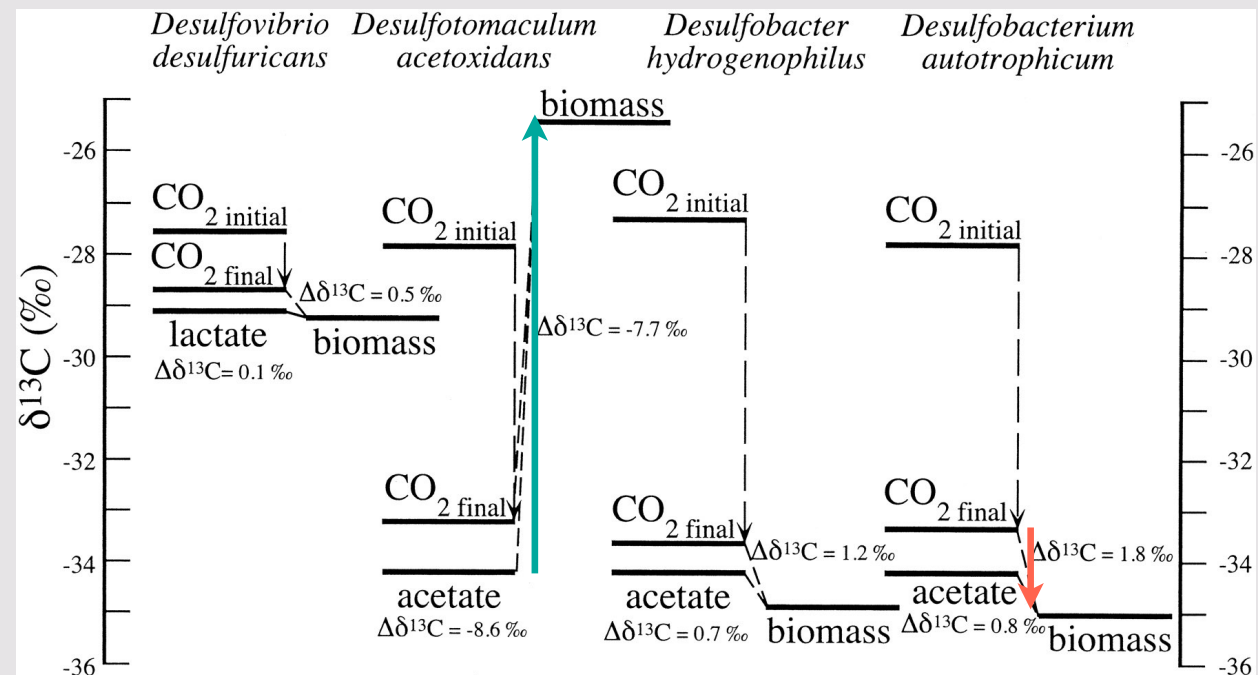 Desulfovibrio
desulfuricans
Desulfotomaculum
acetoxidans
Desulfobacter
hydrogenophilus
Desulfobacterium
autotrophicum
δ13C (‰)
-26
-28
-30
-32
-34
-36
CO2 initial
CO2 final
Δδ13C = 0.5 ‰
lactate
biomass
Δδ13C= 0.1 ‰
biomass
CO2 initial
Δδ13C = -7.7 ‰
CO2 final
acetate
Δδ13C = -8.6 ‰
CO2 initial
CO2 final
Δδ13C = 1.2 ‰
acetate
Δδ13C = 0.7 ‰
biomass
CO2 initial
CO2 final
Δδ13C = 1.8 ‰
acetate
Δδ13C = 0.8 ‰
biomass
-26
-28
-30
-32
-34
-36